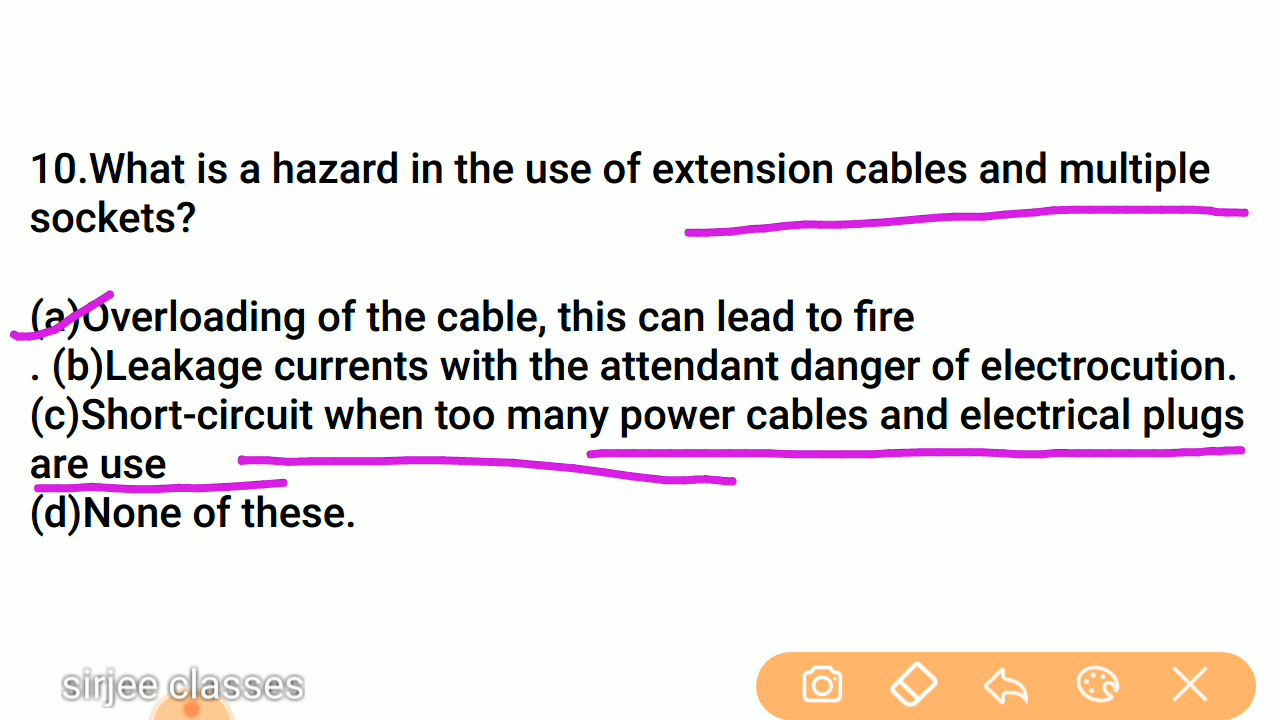 10.What is a hazard in the use of extension cables and multiple
sockets?
(a)Overloading of the cable, this can lead to fire
. (b)Leakage currents with the attendant danger of electrocution.
(c)Short-circuit when too many power cables and electrical plugs
are use
(d)None of these.
sirjee classes